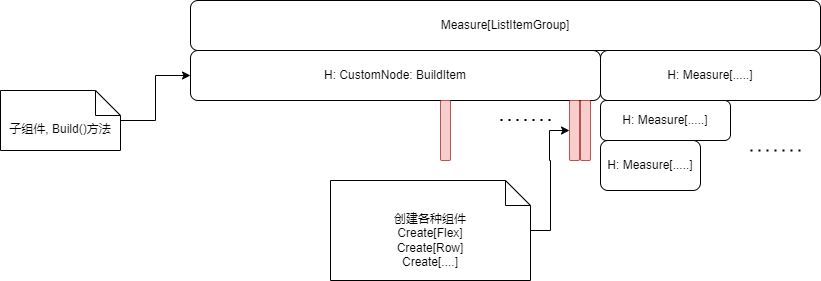 Measure[ListItemGroup]
H: CustomNode: BuildItem
H: Measure[.....]
子组件, Build()方法
.......
H: Measure[.....]
H: Measure[.....]
.......
创建各种组件
Create[Flex]
Create[Row]
Create[....]